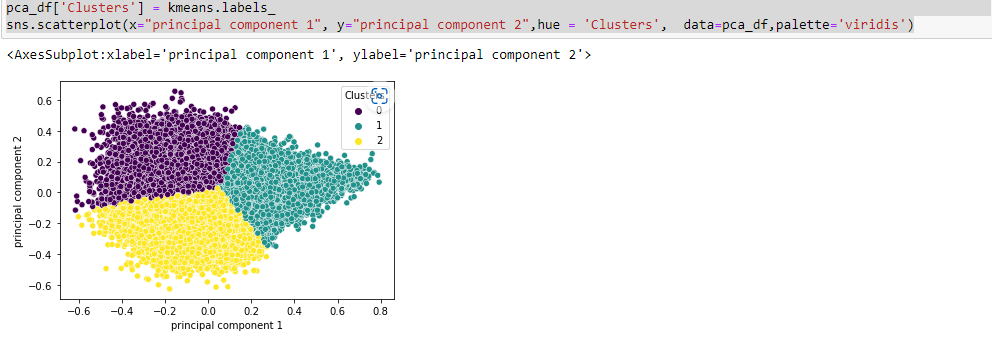 pca_df['Clusters'] = kmeans.labels_
sns.scatterplot(x="principal component 1", y="principal component 2",hue = 'Clusters',  data=pca_df,palette='viridis')
<AxesSubplot:xlabel='principal component 1', ylabel='principal component 2'>
Clusters
0
1
2
0.6
0.4
0.2
0.0
−0.2
−0.4
−0.6
principal component 2
−0.6 −0.4 −0.2 0.0 0.2 0.4 0.6 0.8
principal component 1